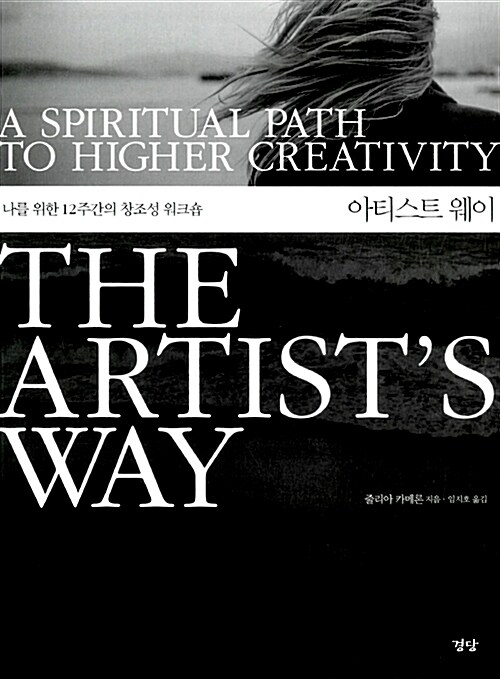 A SPIRITUAL PATH
TO HIGHER CREATIVITY
나를 위한 12주간의 창조성 워크숍
아티스트 웨이
THE
ARTIST'S
WAY
줄리아 카메론 지음·임지호 옮김
경당